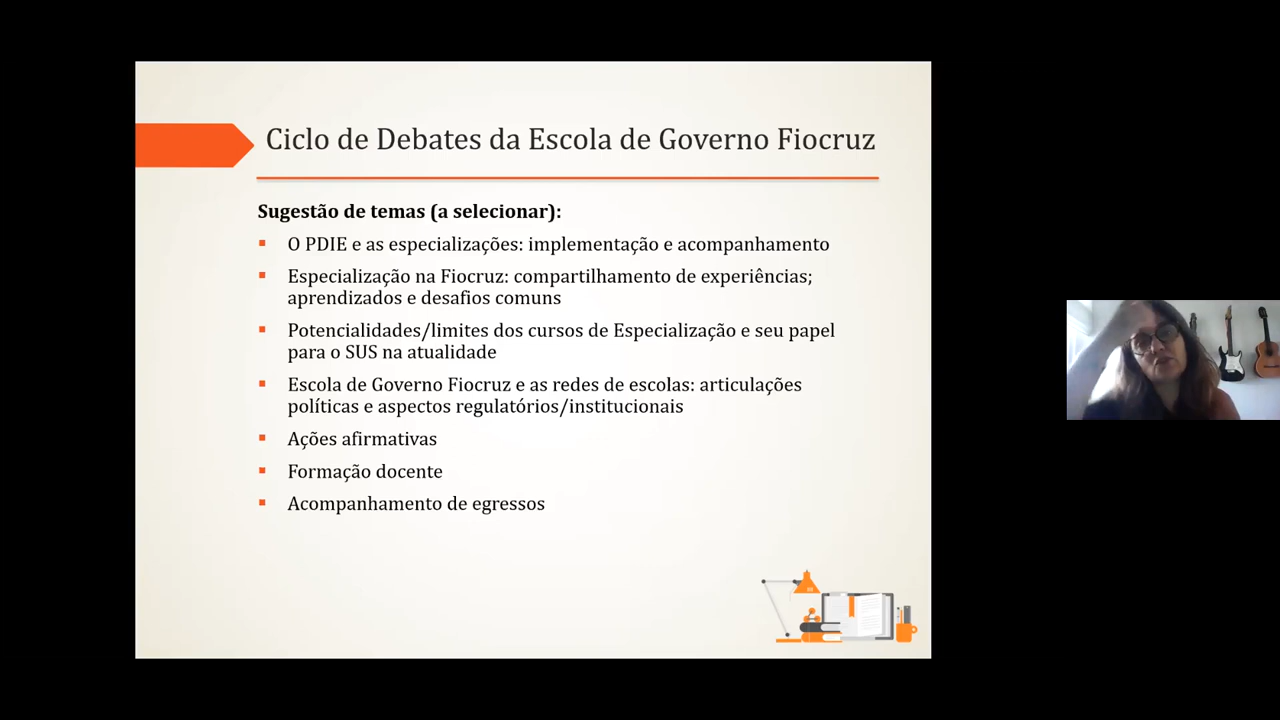 Ciclo de Debates da Escola de Governo Fiocruz
Sugestão de temas (a selecionar):
O PDIE e as especializações: implementação e acompanhamento
Especialização na Fiocruz: compartilhamento de experiências;
aprendizados e desafios comuns
Potencialidades/limites dos cursos de Especialização e seu papel
para o SUS na atualidade
Escola de Governo Fiocruz e as redes de escolas: articulações
políticas e aspectos regulatórios/institucionais
Ações afirmativas
Formação docente
Acompanhamento de egressos